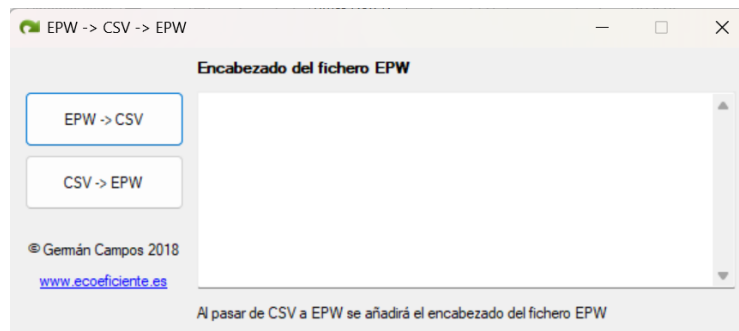 EPW -> CSV -> EPW
Encabezado del fichero EPW
EPW -> CSV
CSV -> EPW
© Germán Campos 2018
www.ecoeficiente.es
Al pasar de CSV a EPW se añadirá el encabezado del fichero EPW